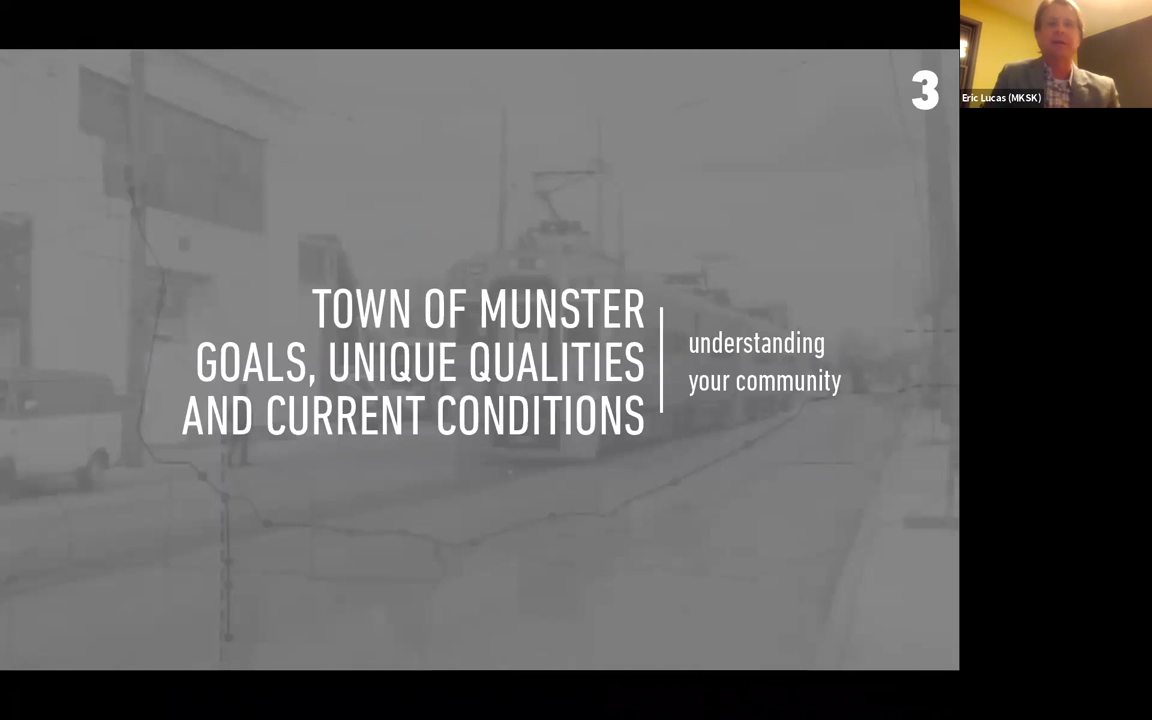 3
TOWN OF MUNSTER
GOALS, UNIQUE QUALITIES
AND CURRENT CONDITIONS
understanding
your community
Eric Lucas (MKSK)